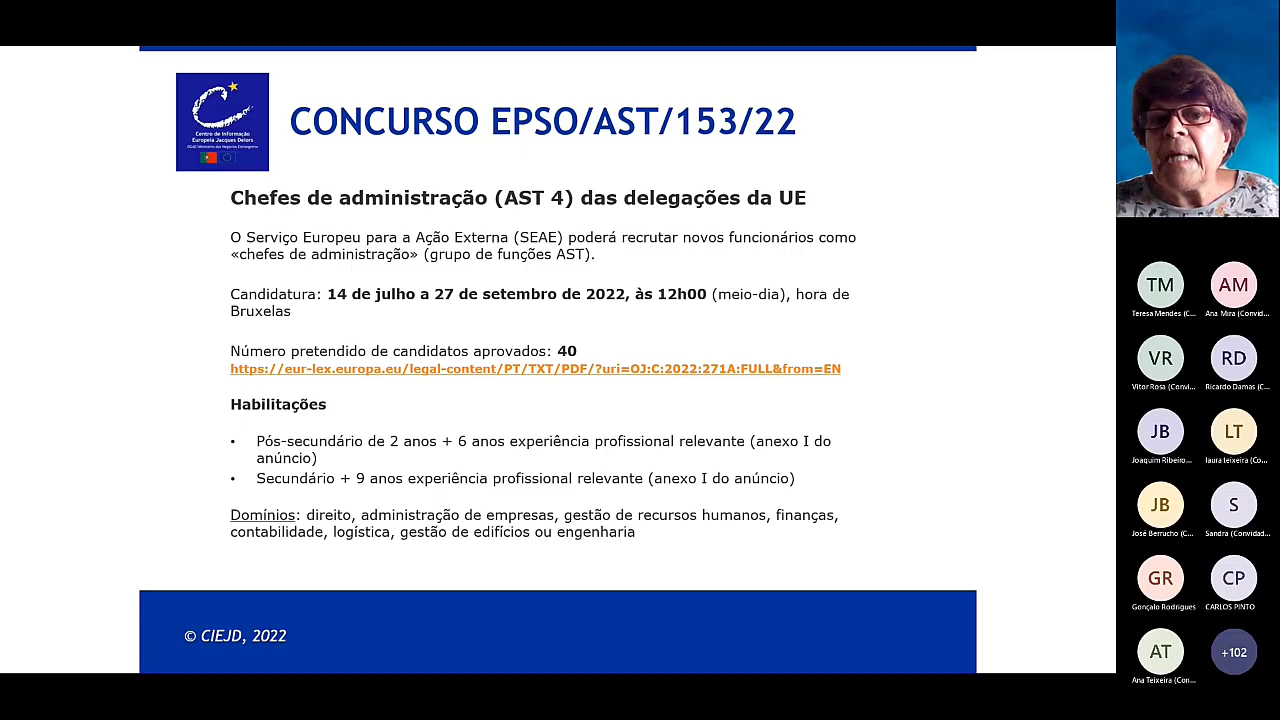 Centro de Informação
Europeia Jacques Delors
DGAE/Ministério dos Negócios Estrangeiros
CONCURSO EPSO/AST/153/22
Chefes de administração (AST 4) das delegações da UE
O Serviço Europeu para a Ação Externa (SEAE) poderá recrutar novos funcionários como
«chefes de administração» (grupo de funções AST).
Candidatura: 14 de julho a 27 de setembro de 2022, às 12h00 (meio-dia), hora de
Bruxelas
Número pretendido de candidatos aprovados: 40
https://eur-lex.europa.eu/legal-content/PT/TXT/PDF/?uri=OJ:C:2022:271A:FULL&from=EN
Habilitações
• Pós-secundário de 2 anos + 6 anos experiência profissional relevante (anexo I do
anúncio)
• Secundário + 9 anos experiência profissional relevante (anexo I do anúncio)
Domínios: direito, administração de empresas, gestão de recursos humanos, finanças,
contabilidade, logística, gestão de edifícios ou engenharia
© CIEJD, 2022
TM AM
Teresa Mendes (C... Ana Mira (Convid...
VR RD
Vitor Rosa (Convi... Ricardo Damas (C...
JB LT
Joaquim Ribeiro... laura teixeira (Co...
JB S
José Berrucho (C... Sandra (Convidad...
GR CP
Gonçalo Rodrigues CARLOS PINTO
AT +102
Ana Teixeira (Con...